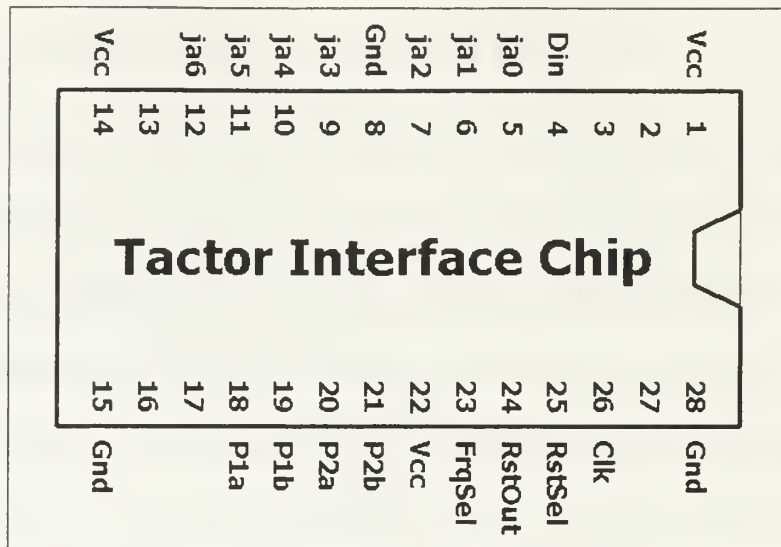 Vcc
ja6
ja5
ja4
ja3
Gnd
ja2
ja1
ja0
Din
Vcc
14
13
12
11
10
9
8
7
6
5
4
3
2
1
Tactor Interface Chip
15
16
17
18
19
20
21
22
23
24
25
26
27
28
Gnd
P1a
P1b
P2a
P2b
Vcc
FrqSel
RstOut
RstSel
Clk
Gnd